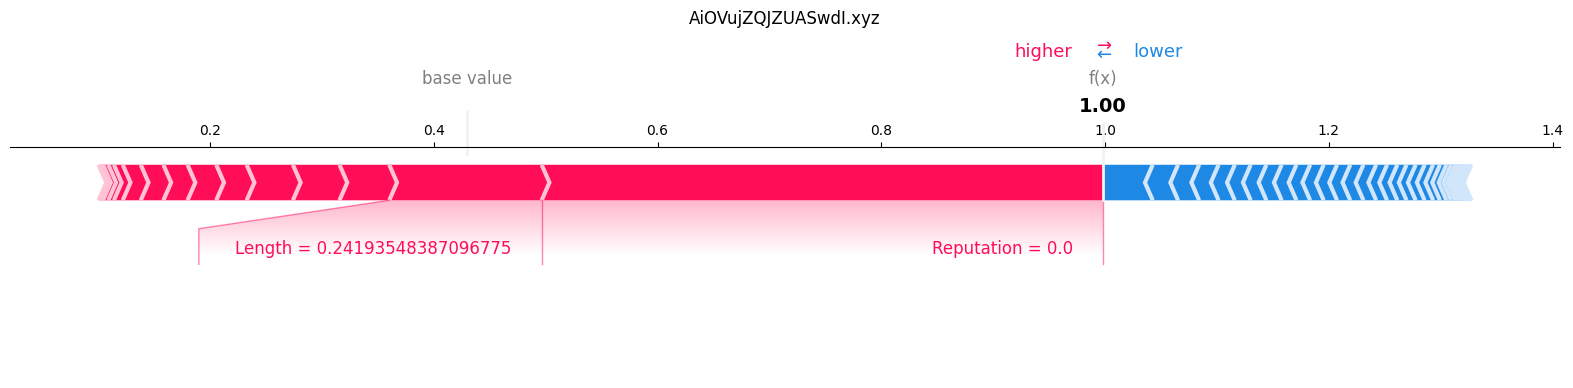 AiOVujZQJZUASwdI.xyz
higher ⇄ lower
base value
f(x)
1.00
0.2 0.4 0.6 0.8 1.0 1.2 1.4
Length = 0.24193548387096775
Reputation = 0.0